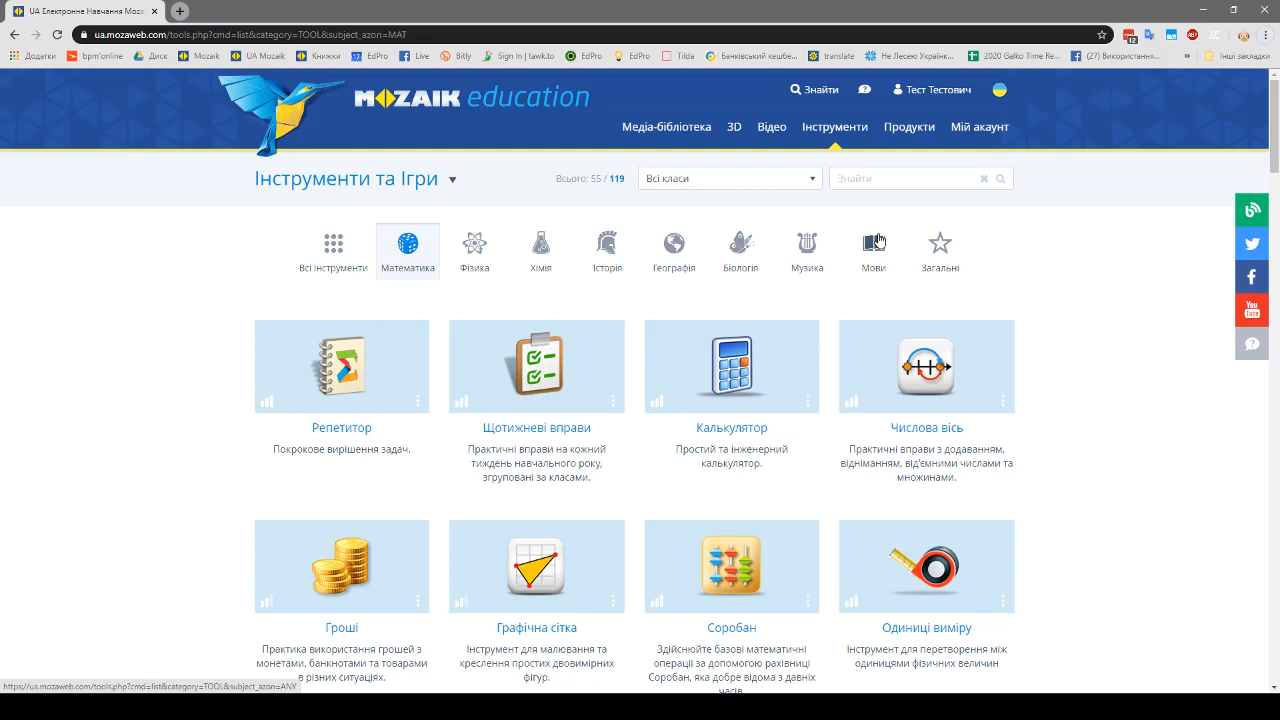 UA Електронне Навчання Moza
ua.mozaweb.com/tools.php?cmd=list&category=TOOL&subject_azon=MAT
12
ABP
Додатки
bpm'online
Диск
Mozaik
UA Mozaik
Книжки
EdPro
Live
Bitly
Sign In | tawk.to
EdPro
EdPro
Tilda
Банківський кешбе...
translate
Не Лесею Українк...
2020 Galko Time Re...
(27) Використання...
»
Інші закладки
MOZAIK education
Знайти
Тест Тестович
Медіа-бібліотека
3D
Відео
Інструменти
Продукти
Мій акаунт
Інструменти та Ігри
Всього: 55 / 119
Всі класи
Знайти
Всі інструменти
Математика
Фізика
Хімія
Історія
Географія
Біологія
Музика
Мови
Загальні
You
Tube
Репетитор
Покрокове вирішення задач.
Щотижневі вправи
Практичні вправи на кожний
тиждень навчального року,
згруповані за класами.
Калькулятор
Простий та інженерний
калькулятор.
Числова вісь
Практичні вправи з додаванням,
відніманням, від'ємними числами та
множинами.
Гроші
Практика використання грошей з
монетами, банкнотами та товарами
в різних ситуаціях.
Графічна сітка
Інструмент для малювання та
креслення простих двовимірних
фігур.
Соробан
Здійснюйте базові математичні
операції за допомогою рахівниці
Соробан, яка добре відома з давніх
часів.
Одиниці виміру
Інструмент для перетворення між
одиницями фізичних величин
https://ua.mozaweb.com/tools.php?cmd=list&category=TOOL&subject_azon=ANY